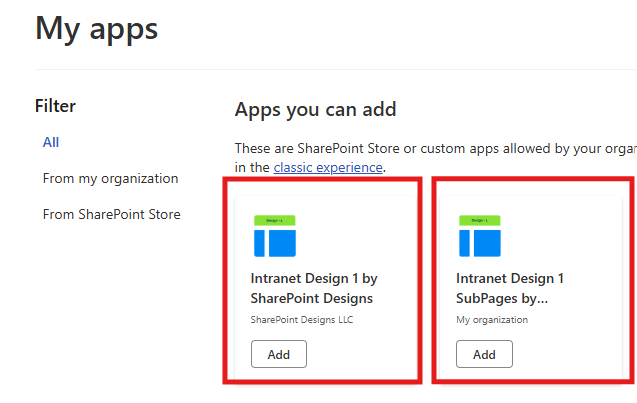 My apps
Filter
All
From my organization
From SharePoint Store
Apps you can add
These are SharePoint Store or custom apps allowed by your orga
in the classic experience.
Design - 1
Intranet Design 1 by
SharePoint Designs
SharePoint Designs LLC
Add
Design - 1
Intranet Design 1
SubPages by...
My organization
Add